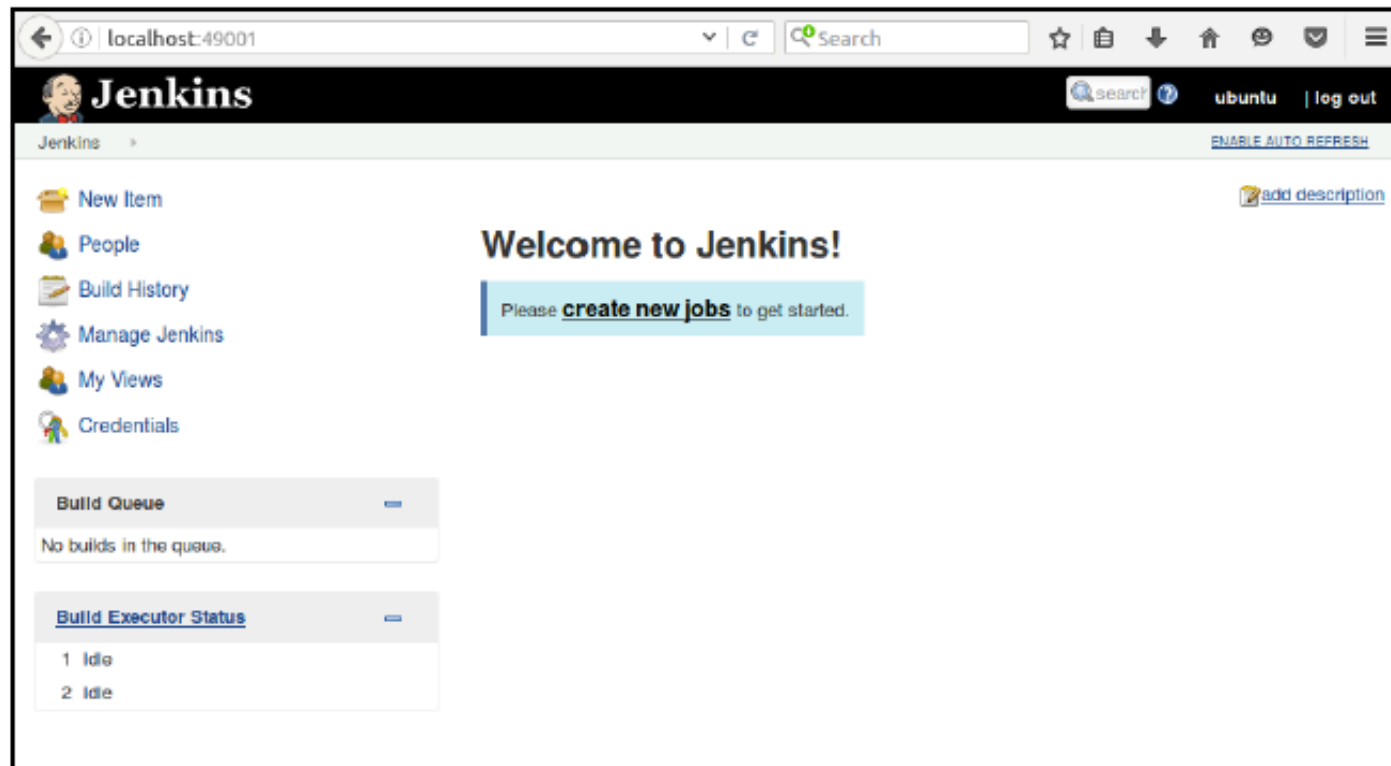 localhost:49001 Search
Jenkins search ubuntu | log out
Jenkins ENABLE AUTO REFRESH
New Item add description
People
Welcome to Jenkins!
Build History
Please create new jobs to get started.
Manage Jenkins
My Views
Credentials
Build Queue
No builds in the queue.
Build Executor Status
1 Idle
2 Idle